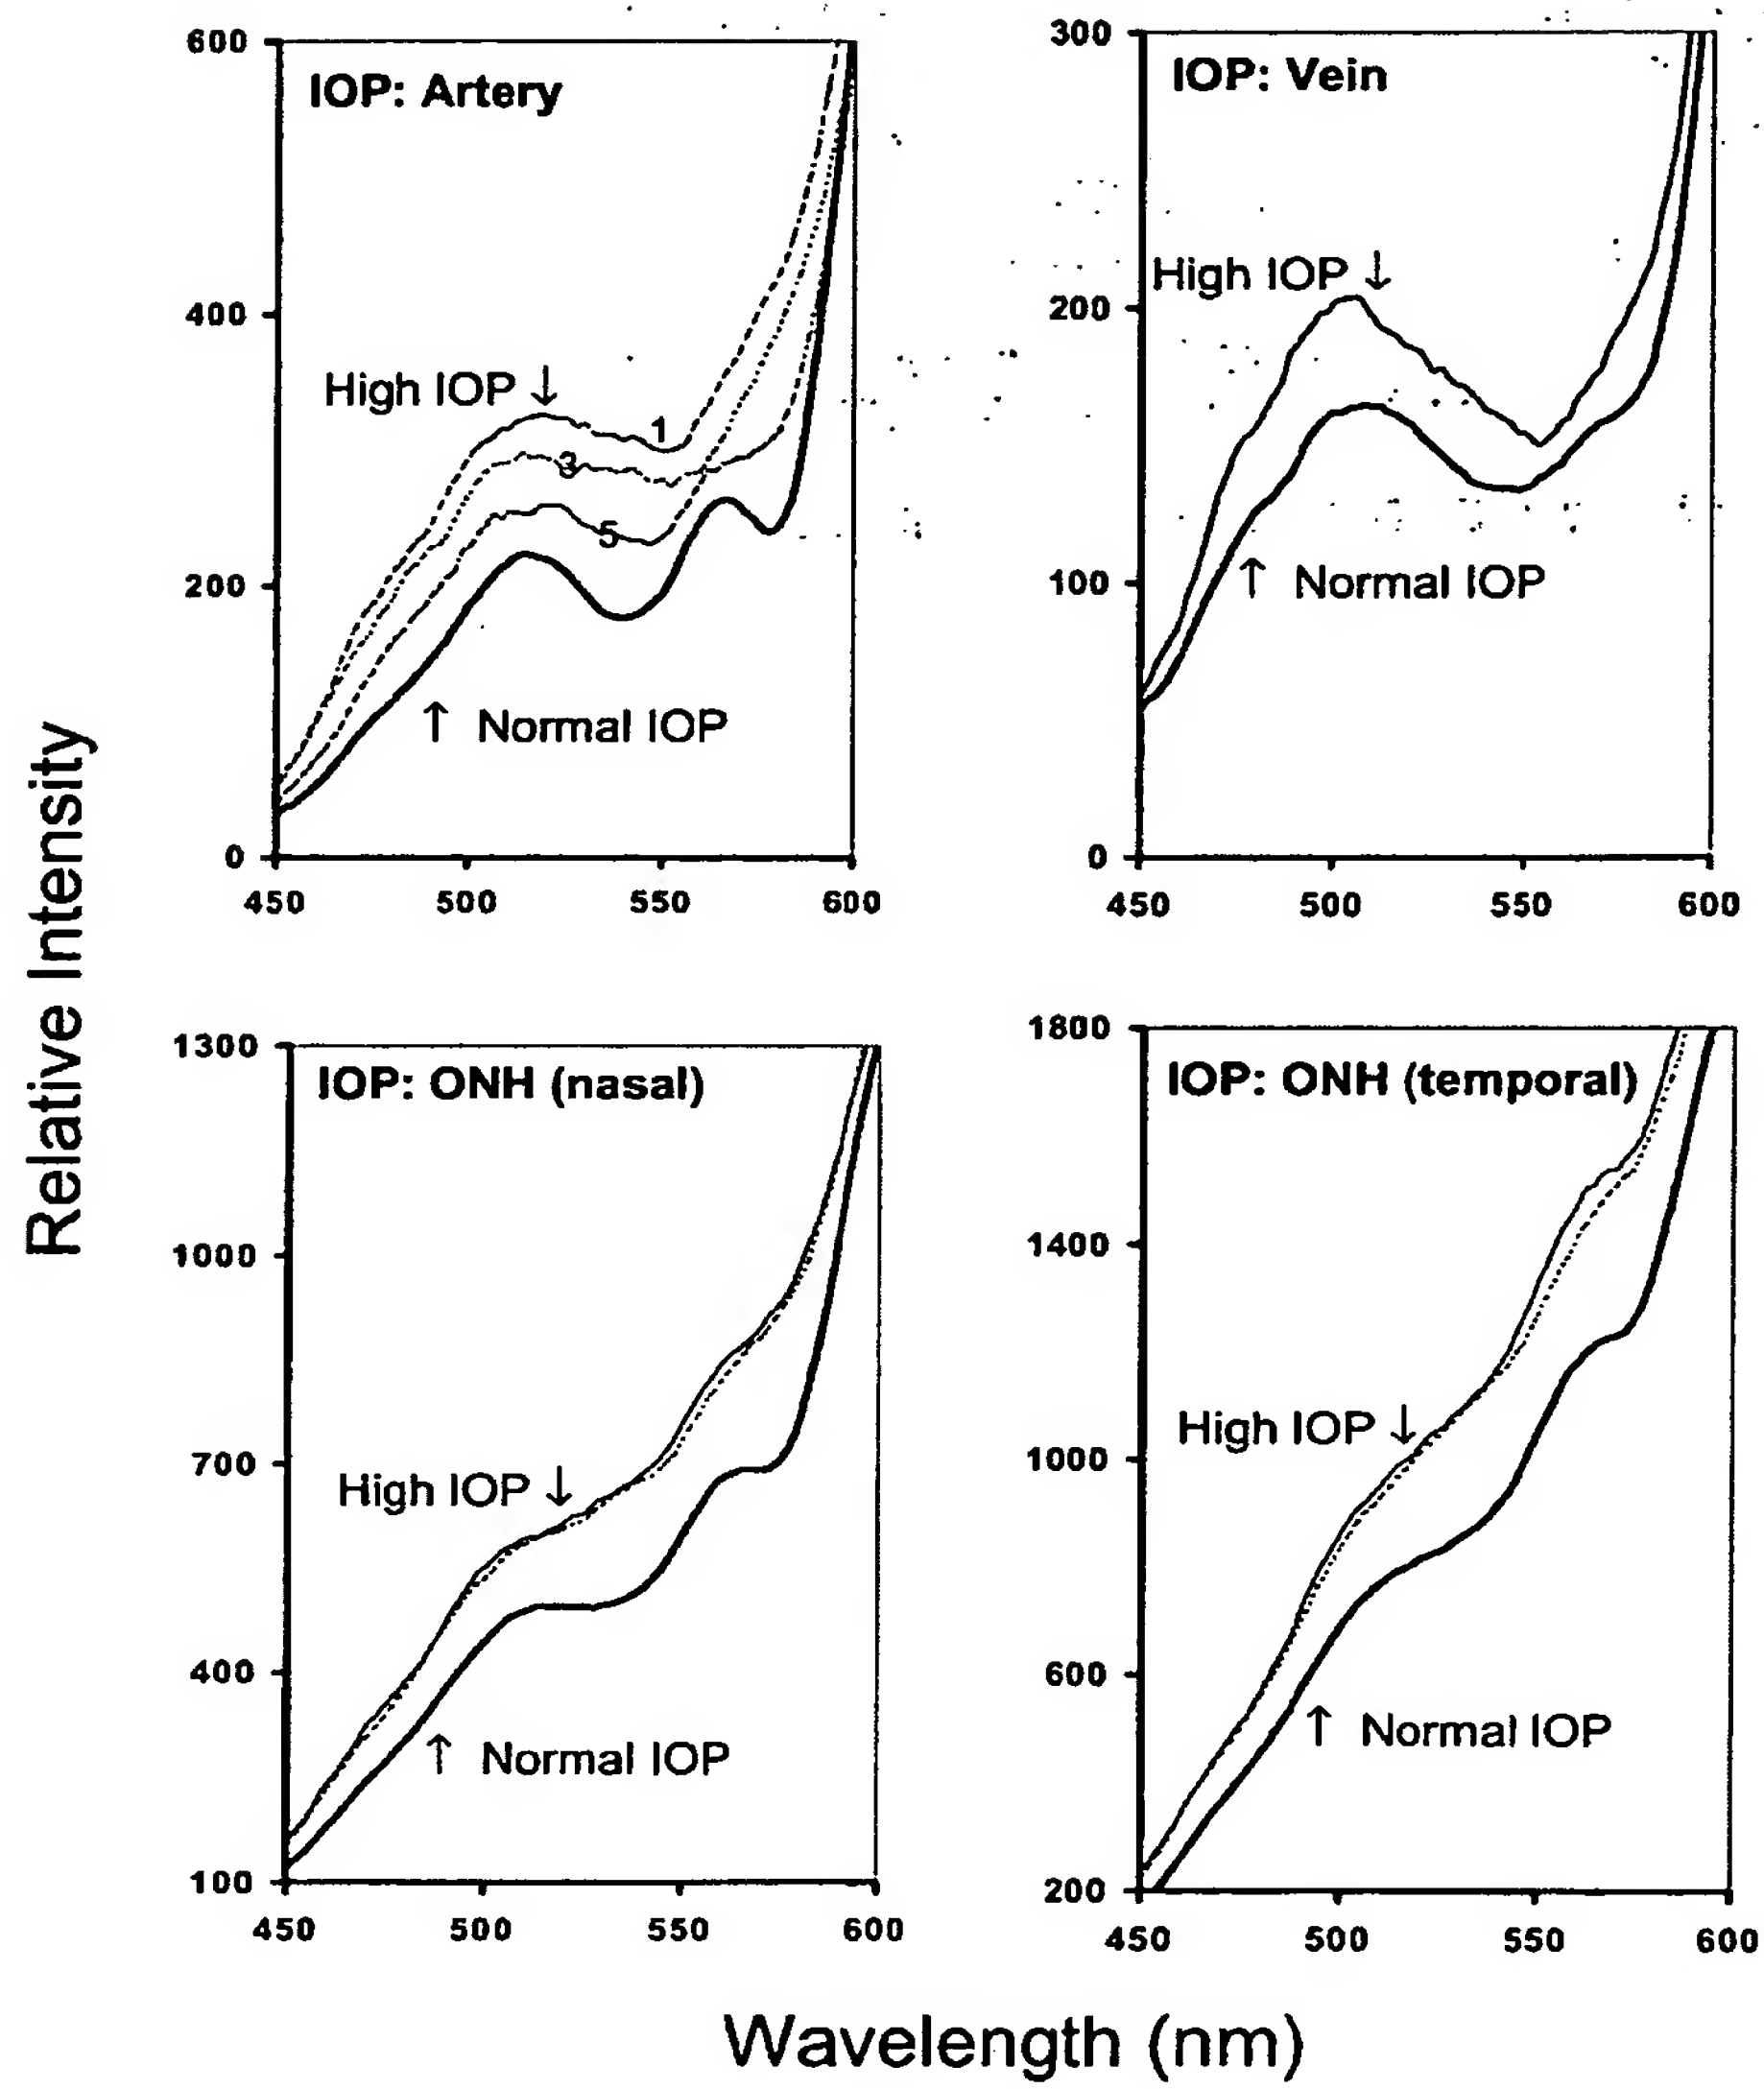 Relative Intensity
IOP: Artery
600
400
200
0
High IOP ↓
1
3
5
↑ Normal IOP
450 500 550 600
IOP: Vein
300
200
100
0
High IOP ↓
↑ Normal IOP
450 500 550 600
IOP: ONH (nasal)
1300
1000
700
400
100
High IOP ↓
↑ Normal IOP
450 500 550 600
IOP: ONH (temporal)
1800
1400
1000
600
200
High IOP ↓
↑ Normal IOP
450 500 550 600
Wavelength (nm)